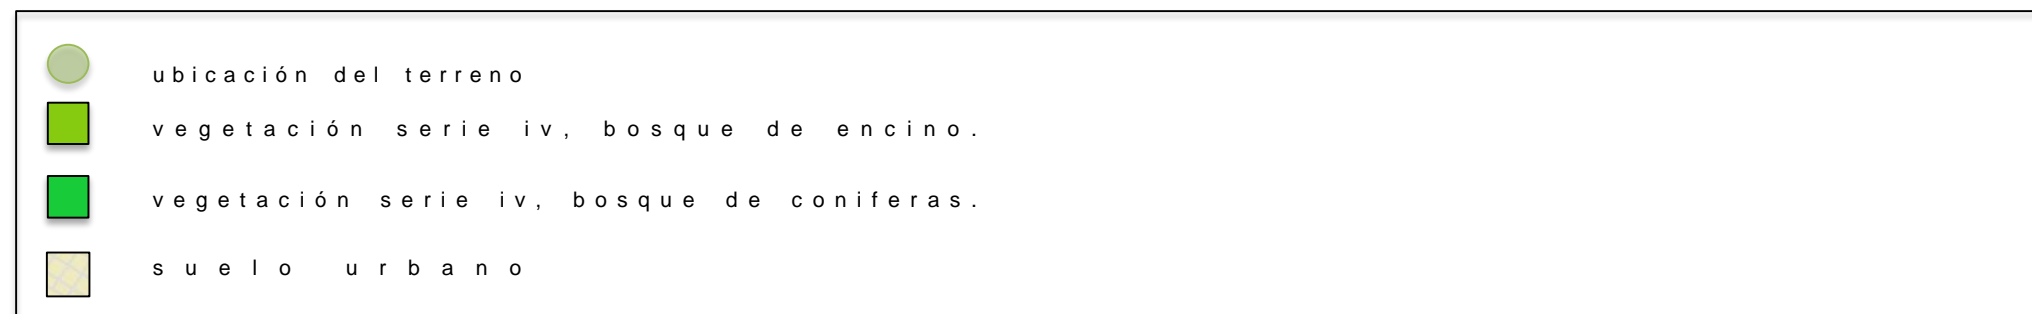 ubicación del terreno
vegetación serie iv, bosque de encino.
vegetación serie iv, bosque de coniferas.
suelo urbano